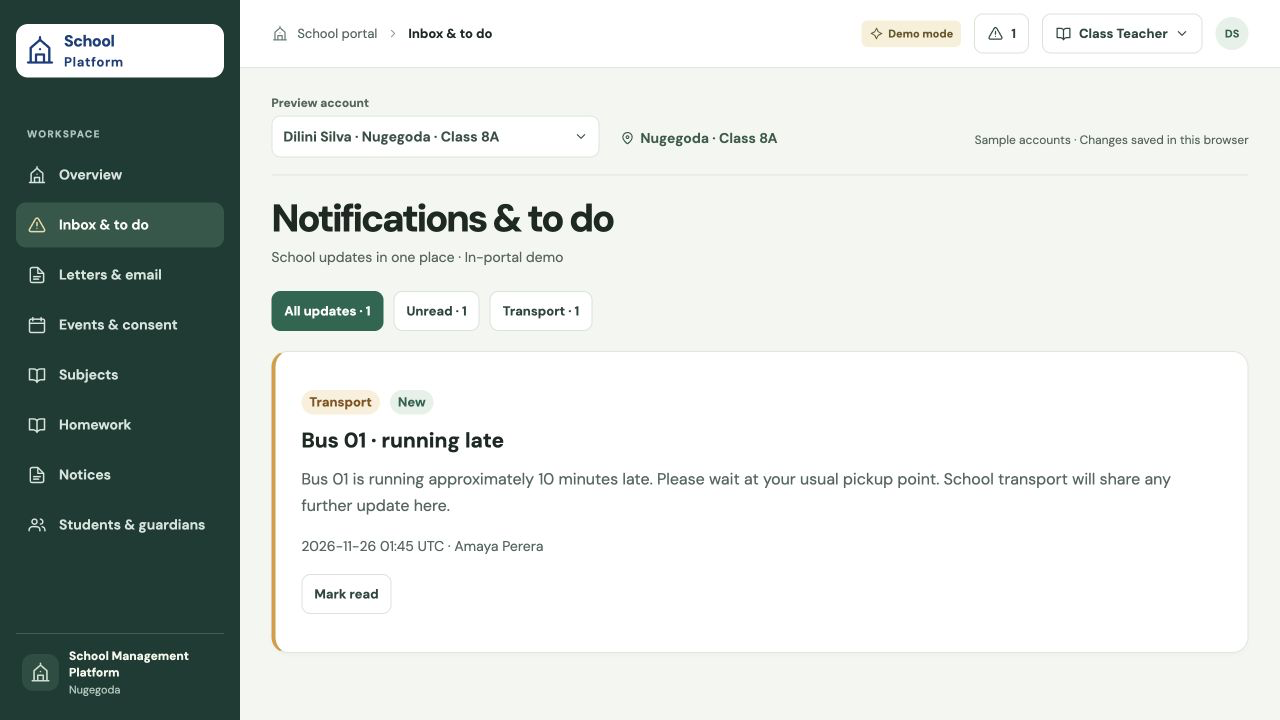 School
Platform
WORKSPACE
Overview
Inbox & to do
Letters & email
Events & consent
Subjects
Homework
Notices
Students & guardians
School Management
Platform
Nugegoda
School portal
Inbox & to do
Demo mode
1
Class Teacher
DS
Preview account
Dilini Silva · Nugegoda · Class 8A
Nugegoda · Class 8A
Sample accounts · Changes saved in this browser
Notifications & to do
School updates in one place · In-portal demo
All updates · 1
Unread · 1
Transport · 1
Transport
New
Bus 01 · running late
Bus 01 is running approximately 10 minutes late. Please wait at your usual pickup point. School transport will share any
further update here.
2026-11-26 01:45 UTC · Amaya Perera
Mark read